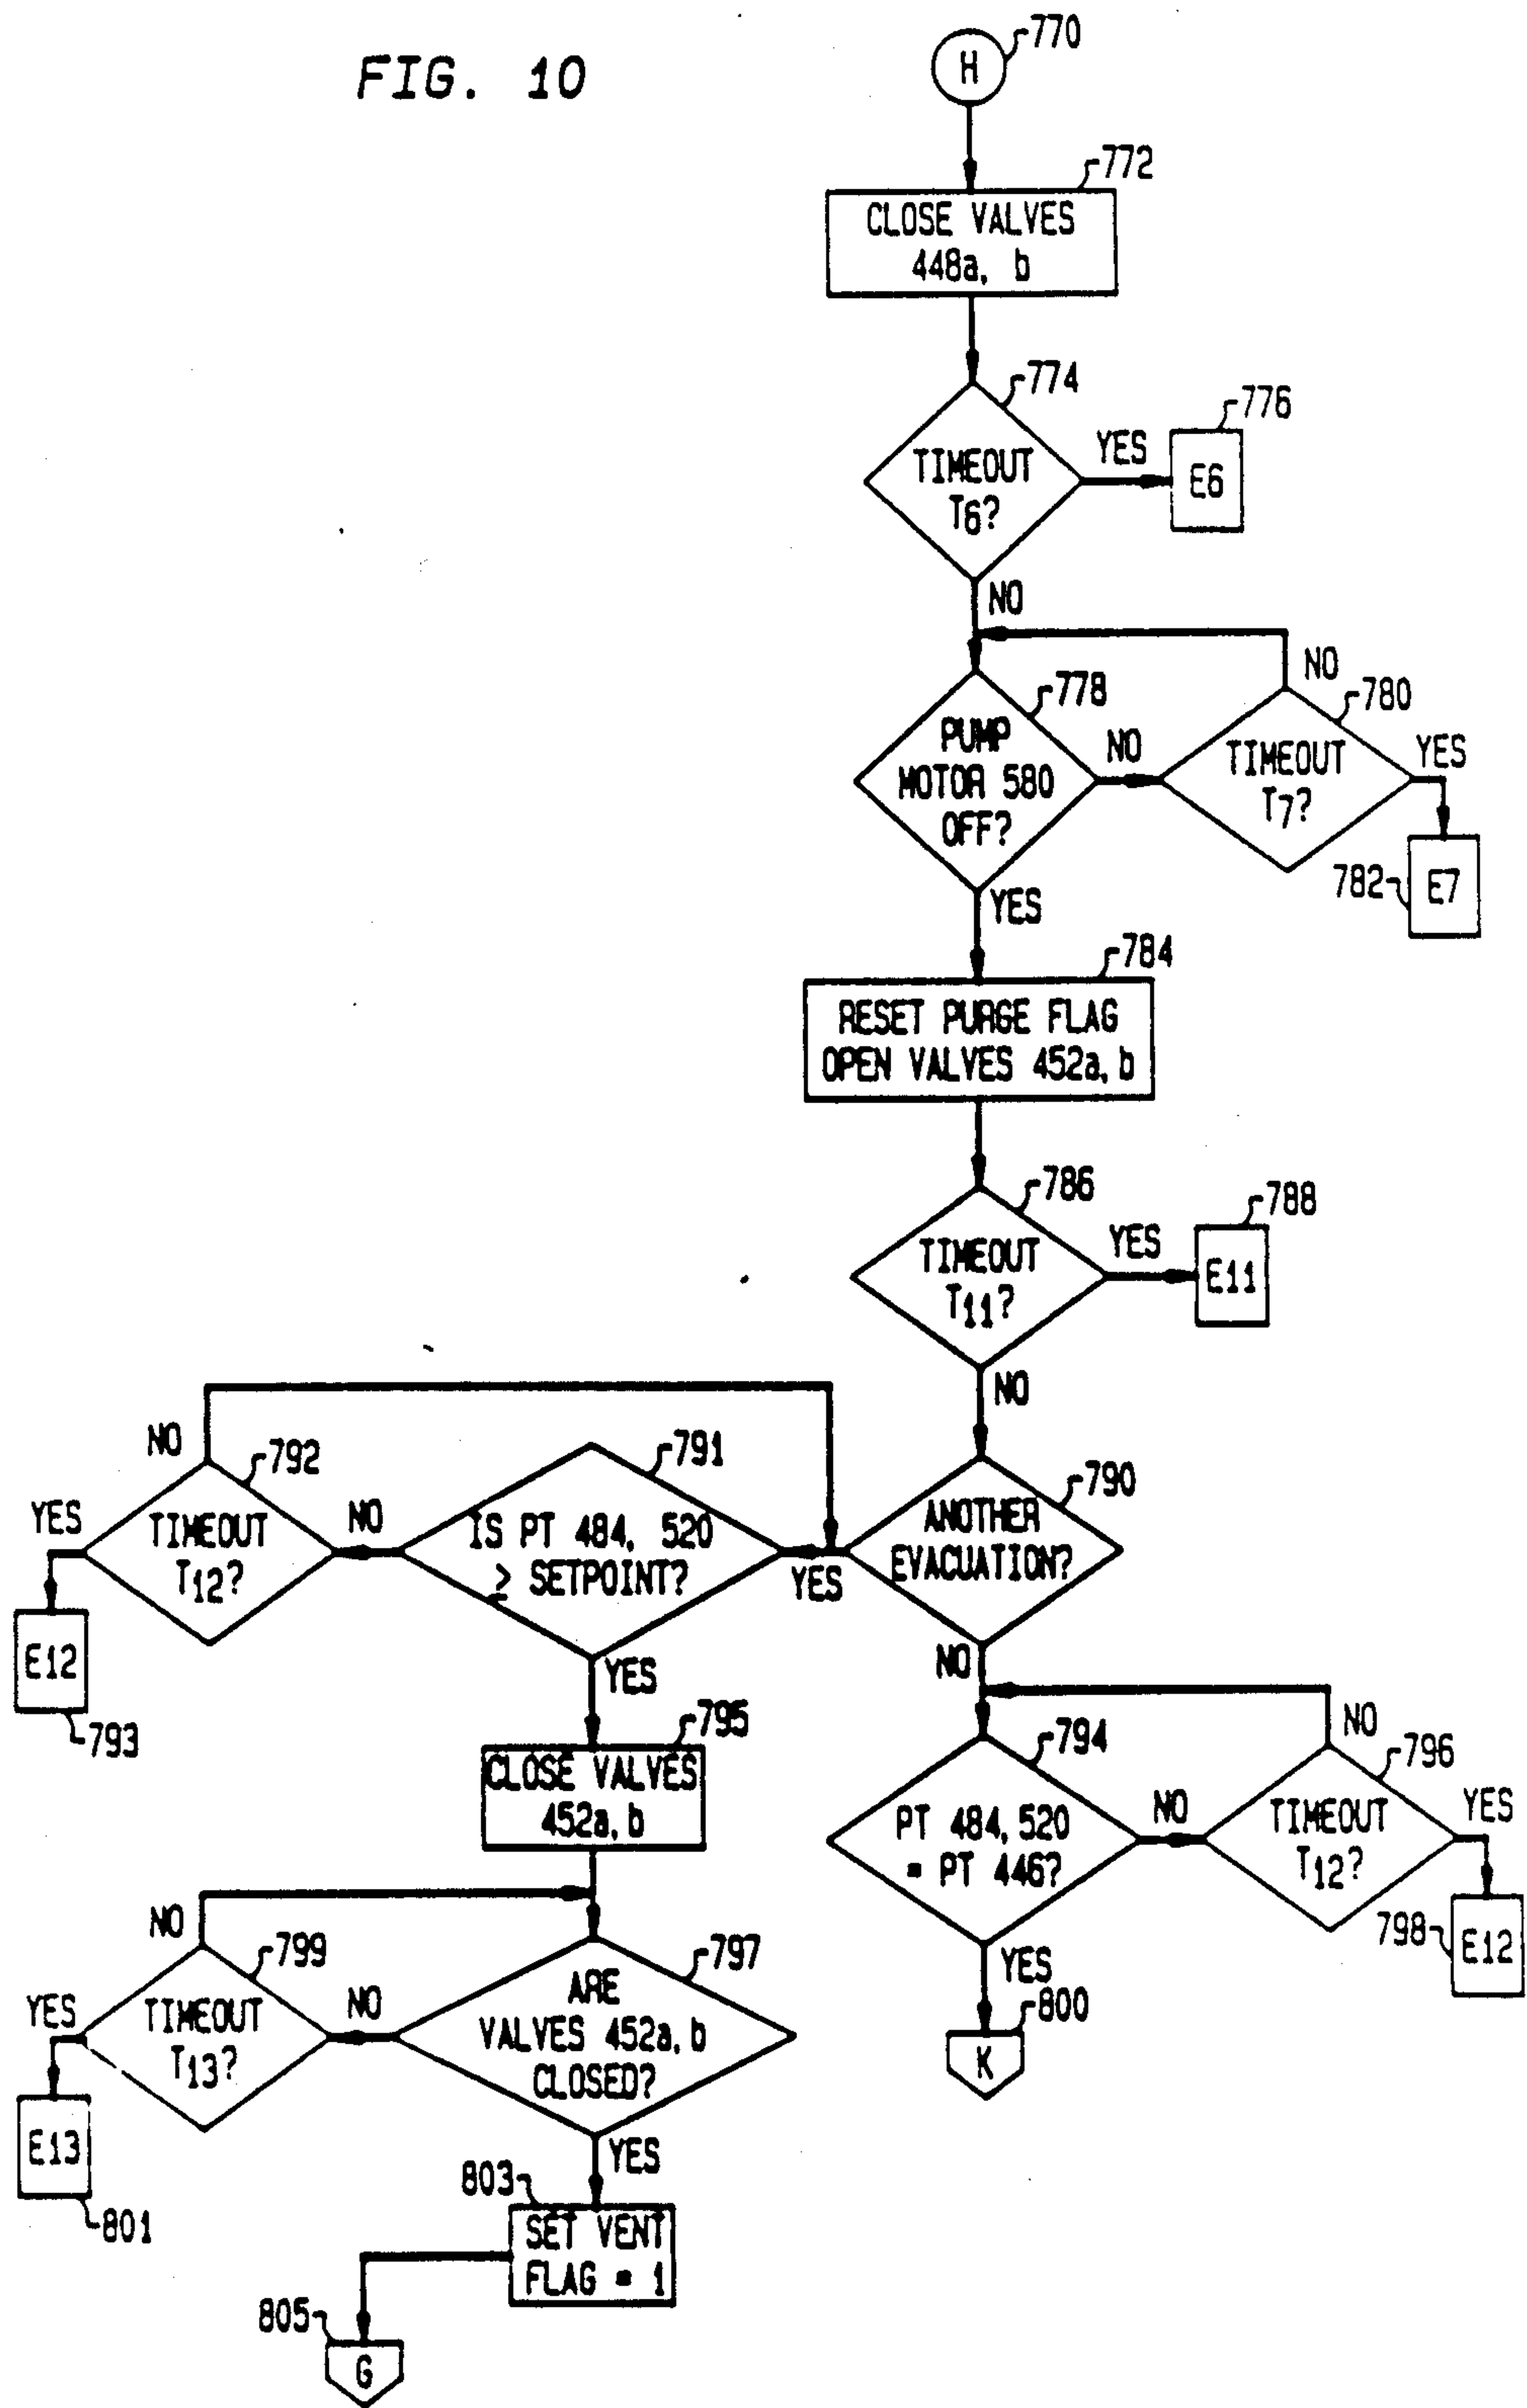 FIG. 10
770
H
772
CLOSE VALVES
448a, b
774
TIMEOUT
T6?
YES
776
E6
NO
778
PUMP
MOTOR 580
OFF?
NO
NO
780
TIMEOUT
T7?
YES
782
E7
YES
784
RESET PURGE FLAG
OPEN VALVES 452a, b
786
TIMEOUT
T11?
YES
788
E11
NO
790
ANOTHER
EVACUATION?
YES
791
IS PT 484, 520
≥ SETPOINT?
NO
792
TIMEOUT
T12?
NO
YES
E12
793
YES
795
CLOSE VALVES
452a, b
797
ARE
VALVES 452a, b
CLOSED?
NO
799
TIMEOUT
T13?
NO
YES
E13
801
YES
803
SET VENT
FLAG = 1
805
G
NO
794
PT 484, 520
= PT 446?
NO
796
TIMEOUT
T12?
NO
YES
798
E12
YES
800
K